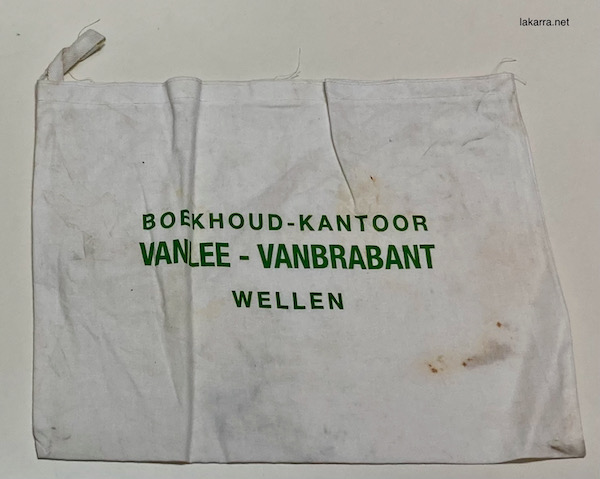 lakarra.net
BOEKHOUD-KANTOOR
VANLEE - VANBRABANT
WELLEN